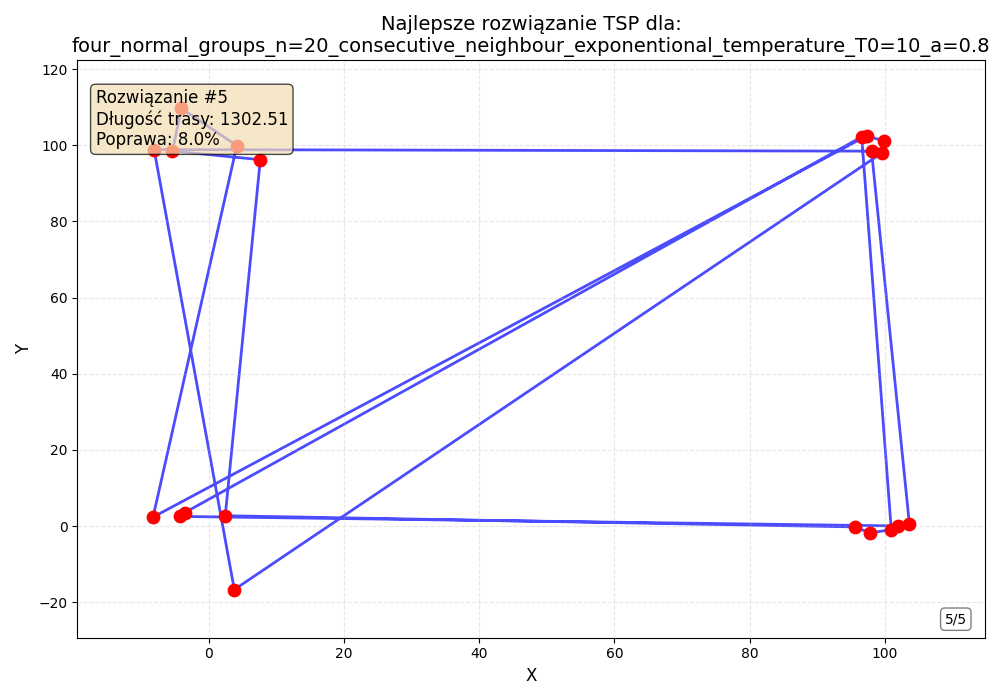 Najlepsze rozwiązanie TSP dla:
four_normal_groups_n=20_consecutive_neighbour_exponentional_temperature_T0=10_a=0.8
Rozwiązanie #5
Długość trasy: 1302.51
Poprawa: 8.0%
120
100
80
60
40
20
0
−20
Y
5/5
0 20 40 60 80 100
X